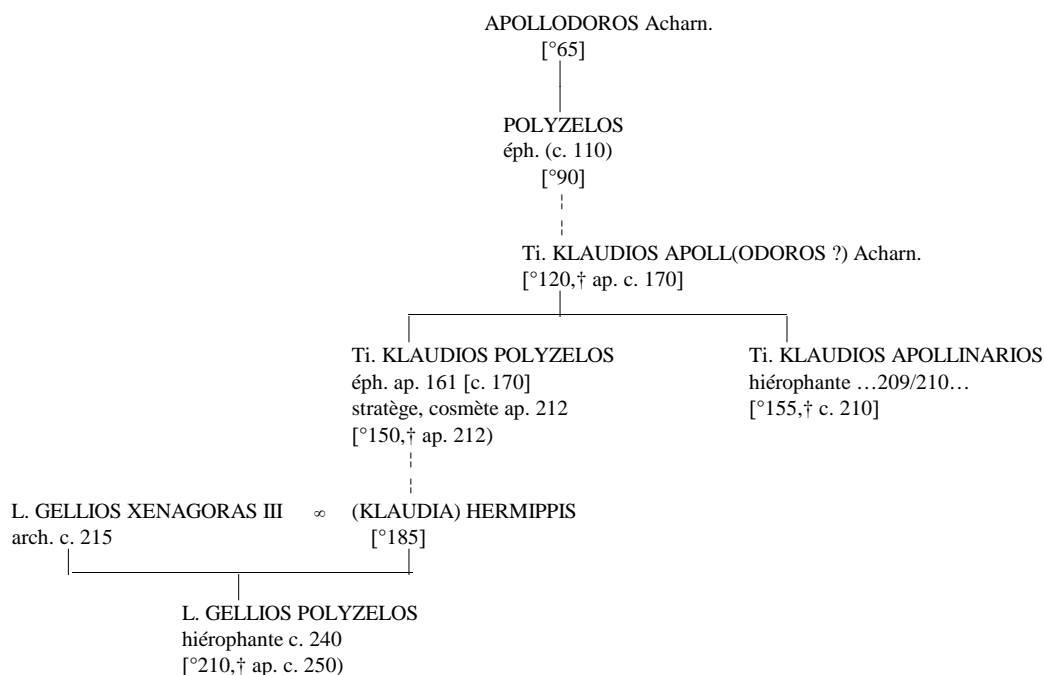 APOLLODOROS Acharn.
[°65]
POLYZELOS
éph. (c. 110)
[°90]
Ti. KLAUDIOS APOLL(ODOROS ?) Acharn.
[°120,† ap. c. 170]
Ti. KLAUDIOS POLYZELOS
éph. ap. 161 [c. 170]
stratège, cosmète ap. 212
[°150,† ap. 212)
Ti. KLAUDIOS APOLLINARIOS
hiérophante …209/210…
[°155,† c. 210]
L. GELLIOS XENAGORAS III ∞ (KLAUDIA) HERMIPPIS
arch. c. 215 [°185]
L. GELLIOS POLYZELOS
hiérophante c. 240
[°210,† ap. c. 250)